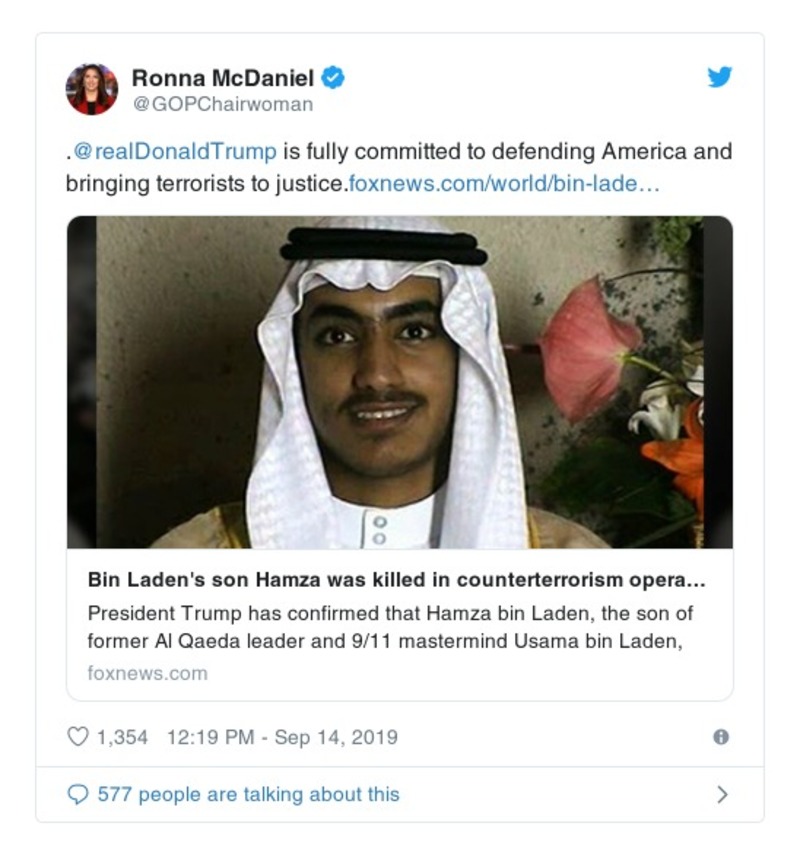 Ronna McDaniel
@GOPChairwoman
.@realDonaldTrump is fully committed to defending America and
bringing terrorists to justice.foxnews.com/world/bin-lade…
Bin Laden's son Hamza was killed in counterterrorism opera...
President Trump has confirmed that Hamza bin Laden, the son of
former Al Qaeda leader and 9/11 mastermind Usama bin Laden,
foxnews.com
1,354 12:19 PM - Sep 14, 2019
577 people are talking about this